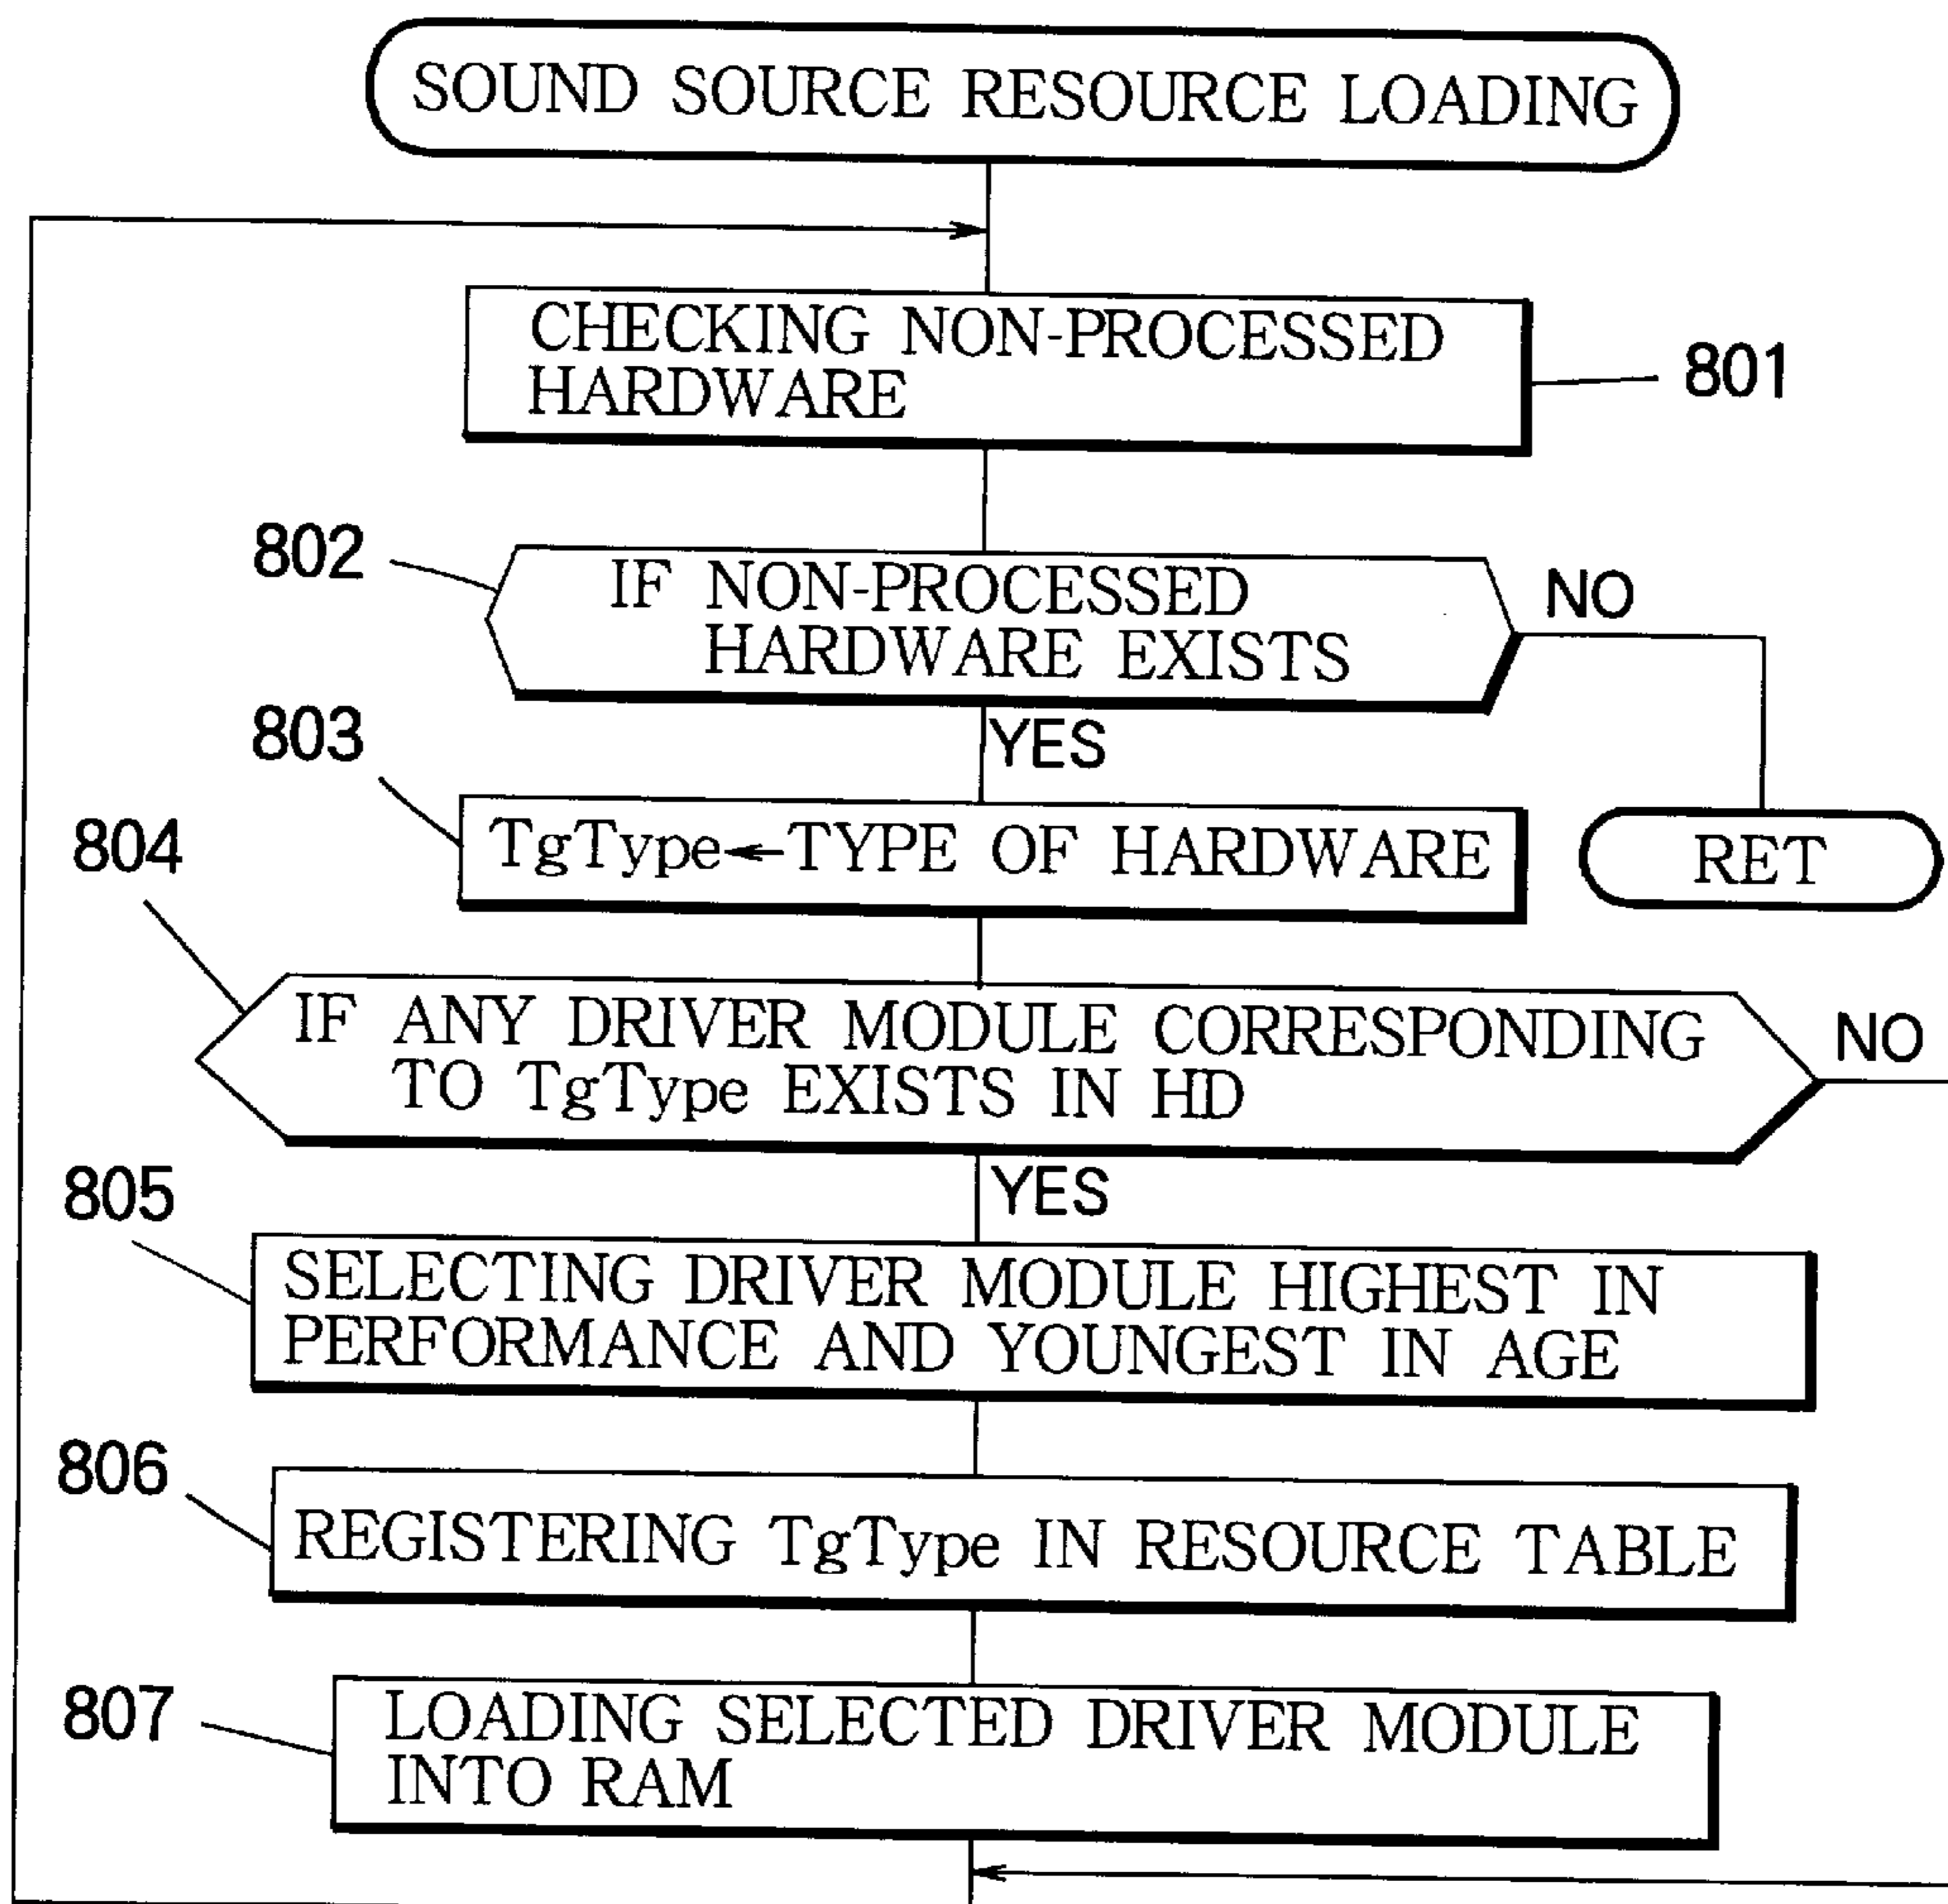 SOUND SOURCE RESOURCE LOADING
CHECKING NON-PROCESSED
HARDWARE
801
802
IF NON-PROCESSED
HARDWARE EXISTS
NO
YES
803
TgType←TYPE OF HARDWARE
RET
804
IF ANY DRIVER MODULE CORRESPONDING
TO TgType EXISTS IN HD
NO
YES
805
SELECTING DRIVER MODULE HIGHEST IN
PERFORMANCE AND YOUNGEST IN AGE
806
REGISTERING TgType IN RESOURCE TABLE
807
LOADING SELECTED DRIVER MODULE
INTO RAM